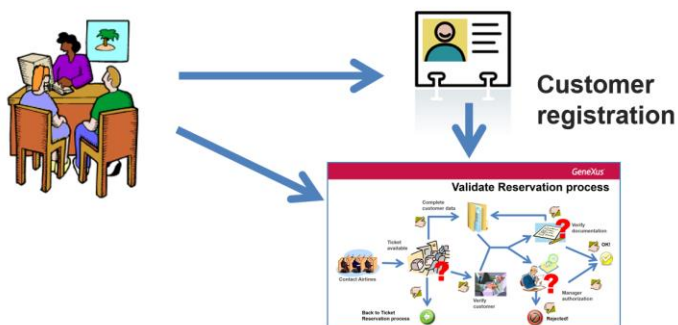 Customer
registration
GeneXus
Validate Reservation process
Complete
customer data
Verify
documentation
Ticket
available
OK!
Contact Airlines
Verify
customer
Manager
authorization
Back to Ticket
Reservation process
Rejected!